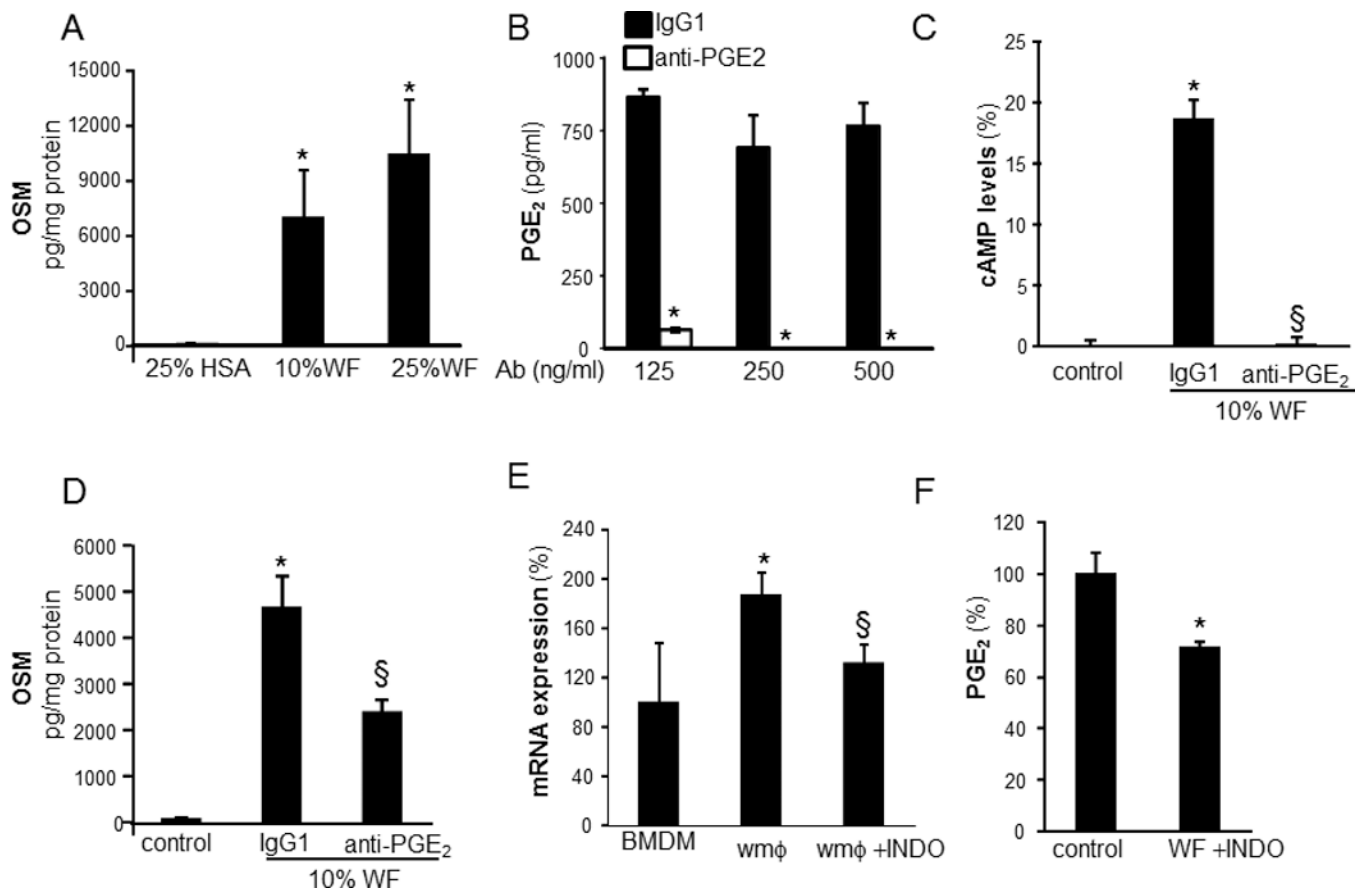 A
OSM
pg/mg protein
15000
12000
9000
6000
3000
0
*
*
25% HSA 10%WF 25%WF
B
IgG1
anti-PGE2
PGE₂ (pg/ml)
1000
750
500
250
0
*
*
*
Ab (ng/ml) 125 250 500
C
cAMP levels (%)
25
20
15
10
5
0
*
§
control IgG1 anti-PGE₂
10% WF
D
OSM
pg/mg protein
6000
5000
4000
3000
2000
1000
0
*
§
control IgG1 anti-PGE₂
10% WF
E
mRNA expression (%)
240
200
160
120
80
40
0
*
§
BMDM wmϕ wmϕ +INDO
F
PGE₂ (%)
120
100
80
60
40
20
0
*
control WF +INDO